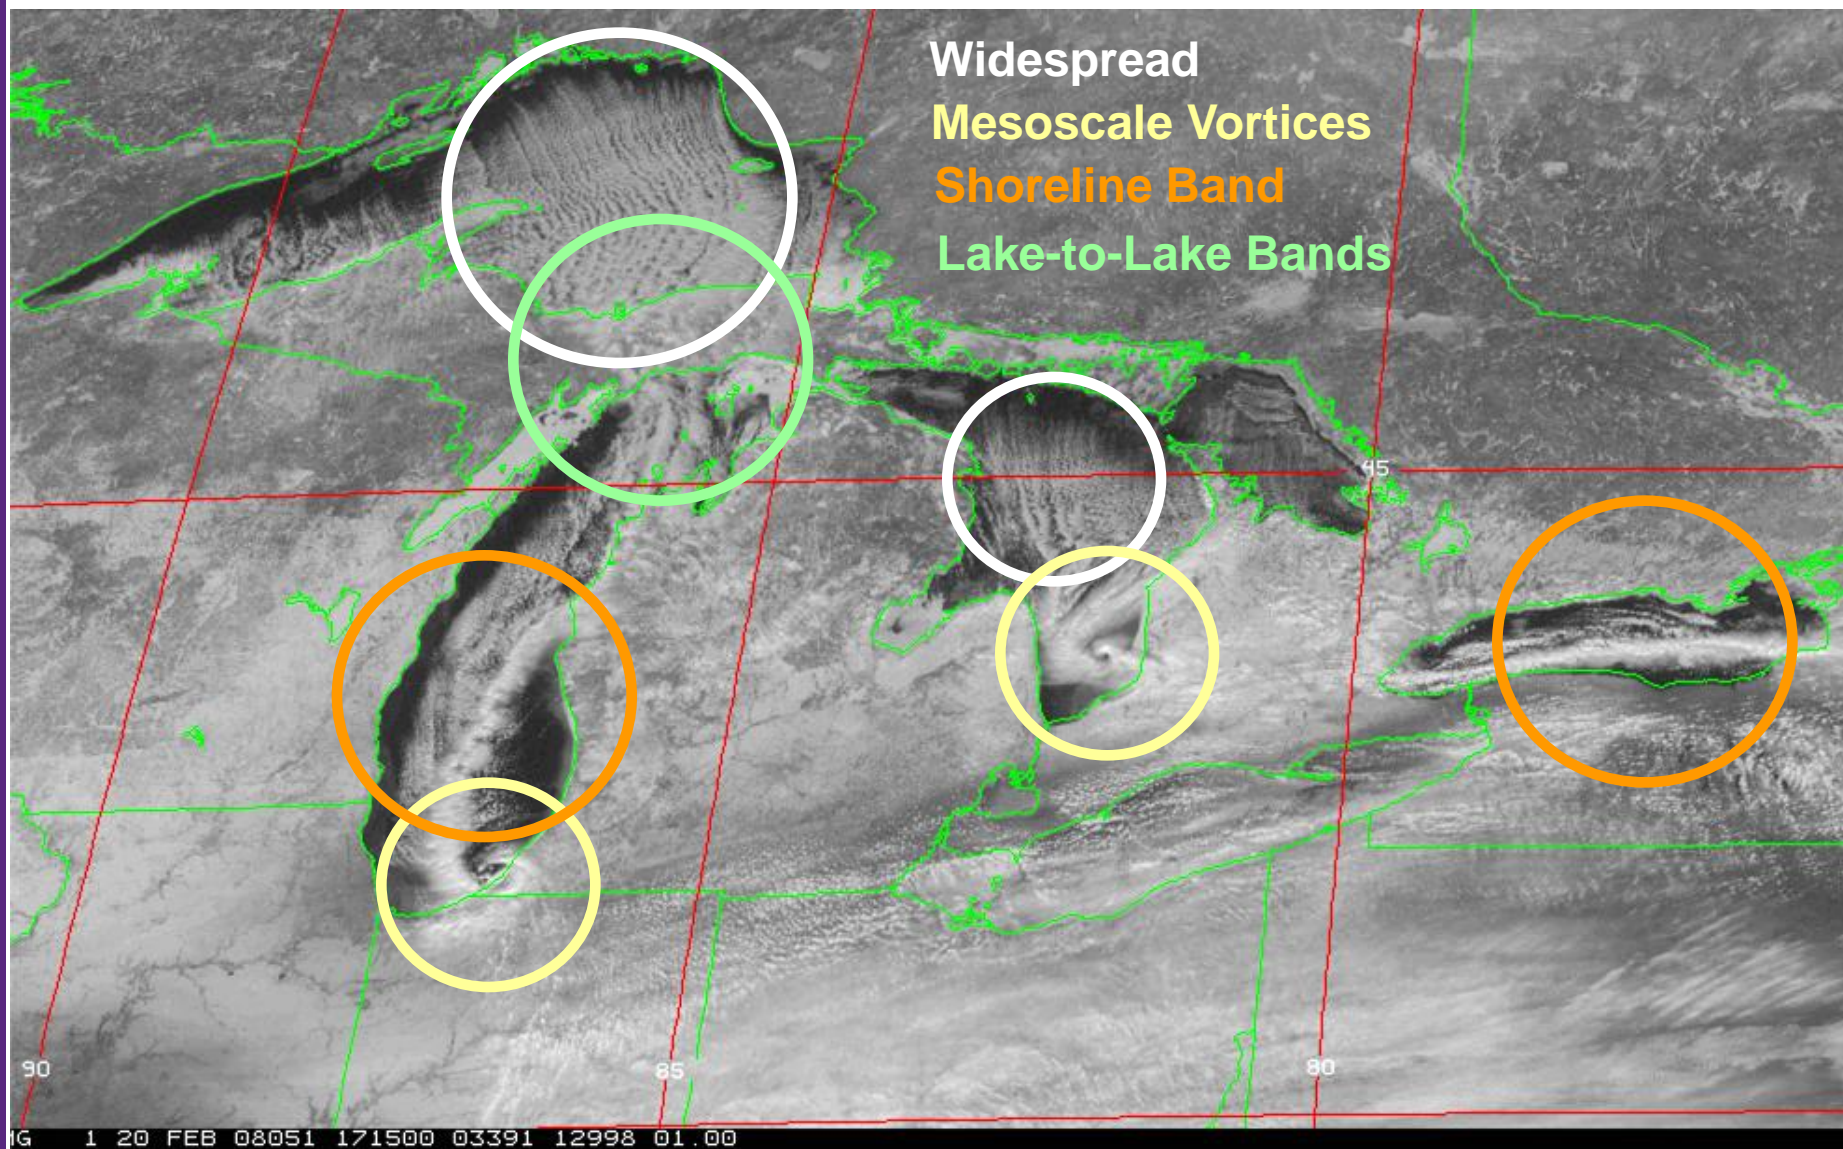 Widespread
Mesoscale Vortices
Shoreline Band
Lake-to-Lake Bands
45
90
85
80
MG 1 20 FEB 08051 171500 03391 12998 01.00